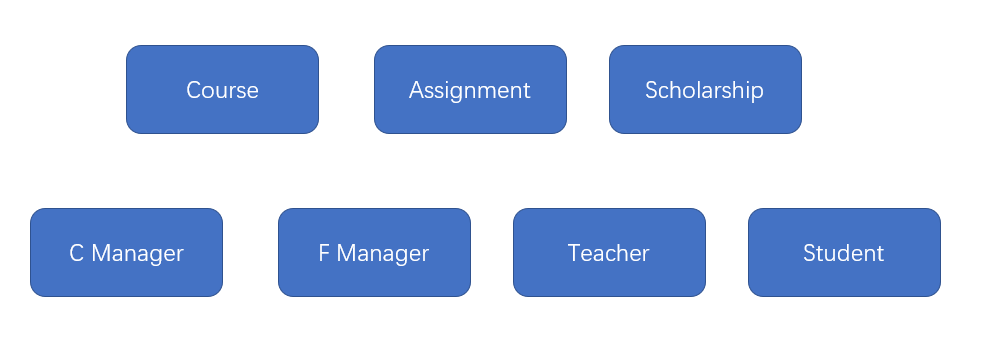 Course
Assignment
Scholarship
C Manager
F Manager
Teacher
Student